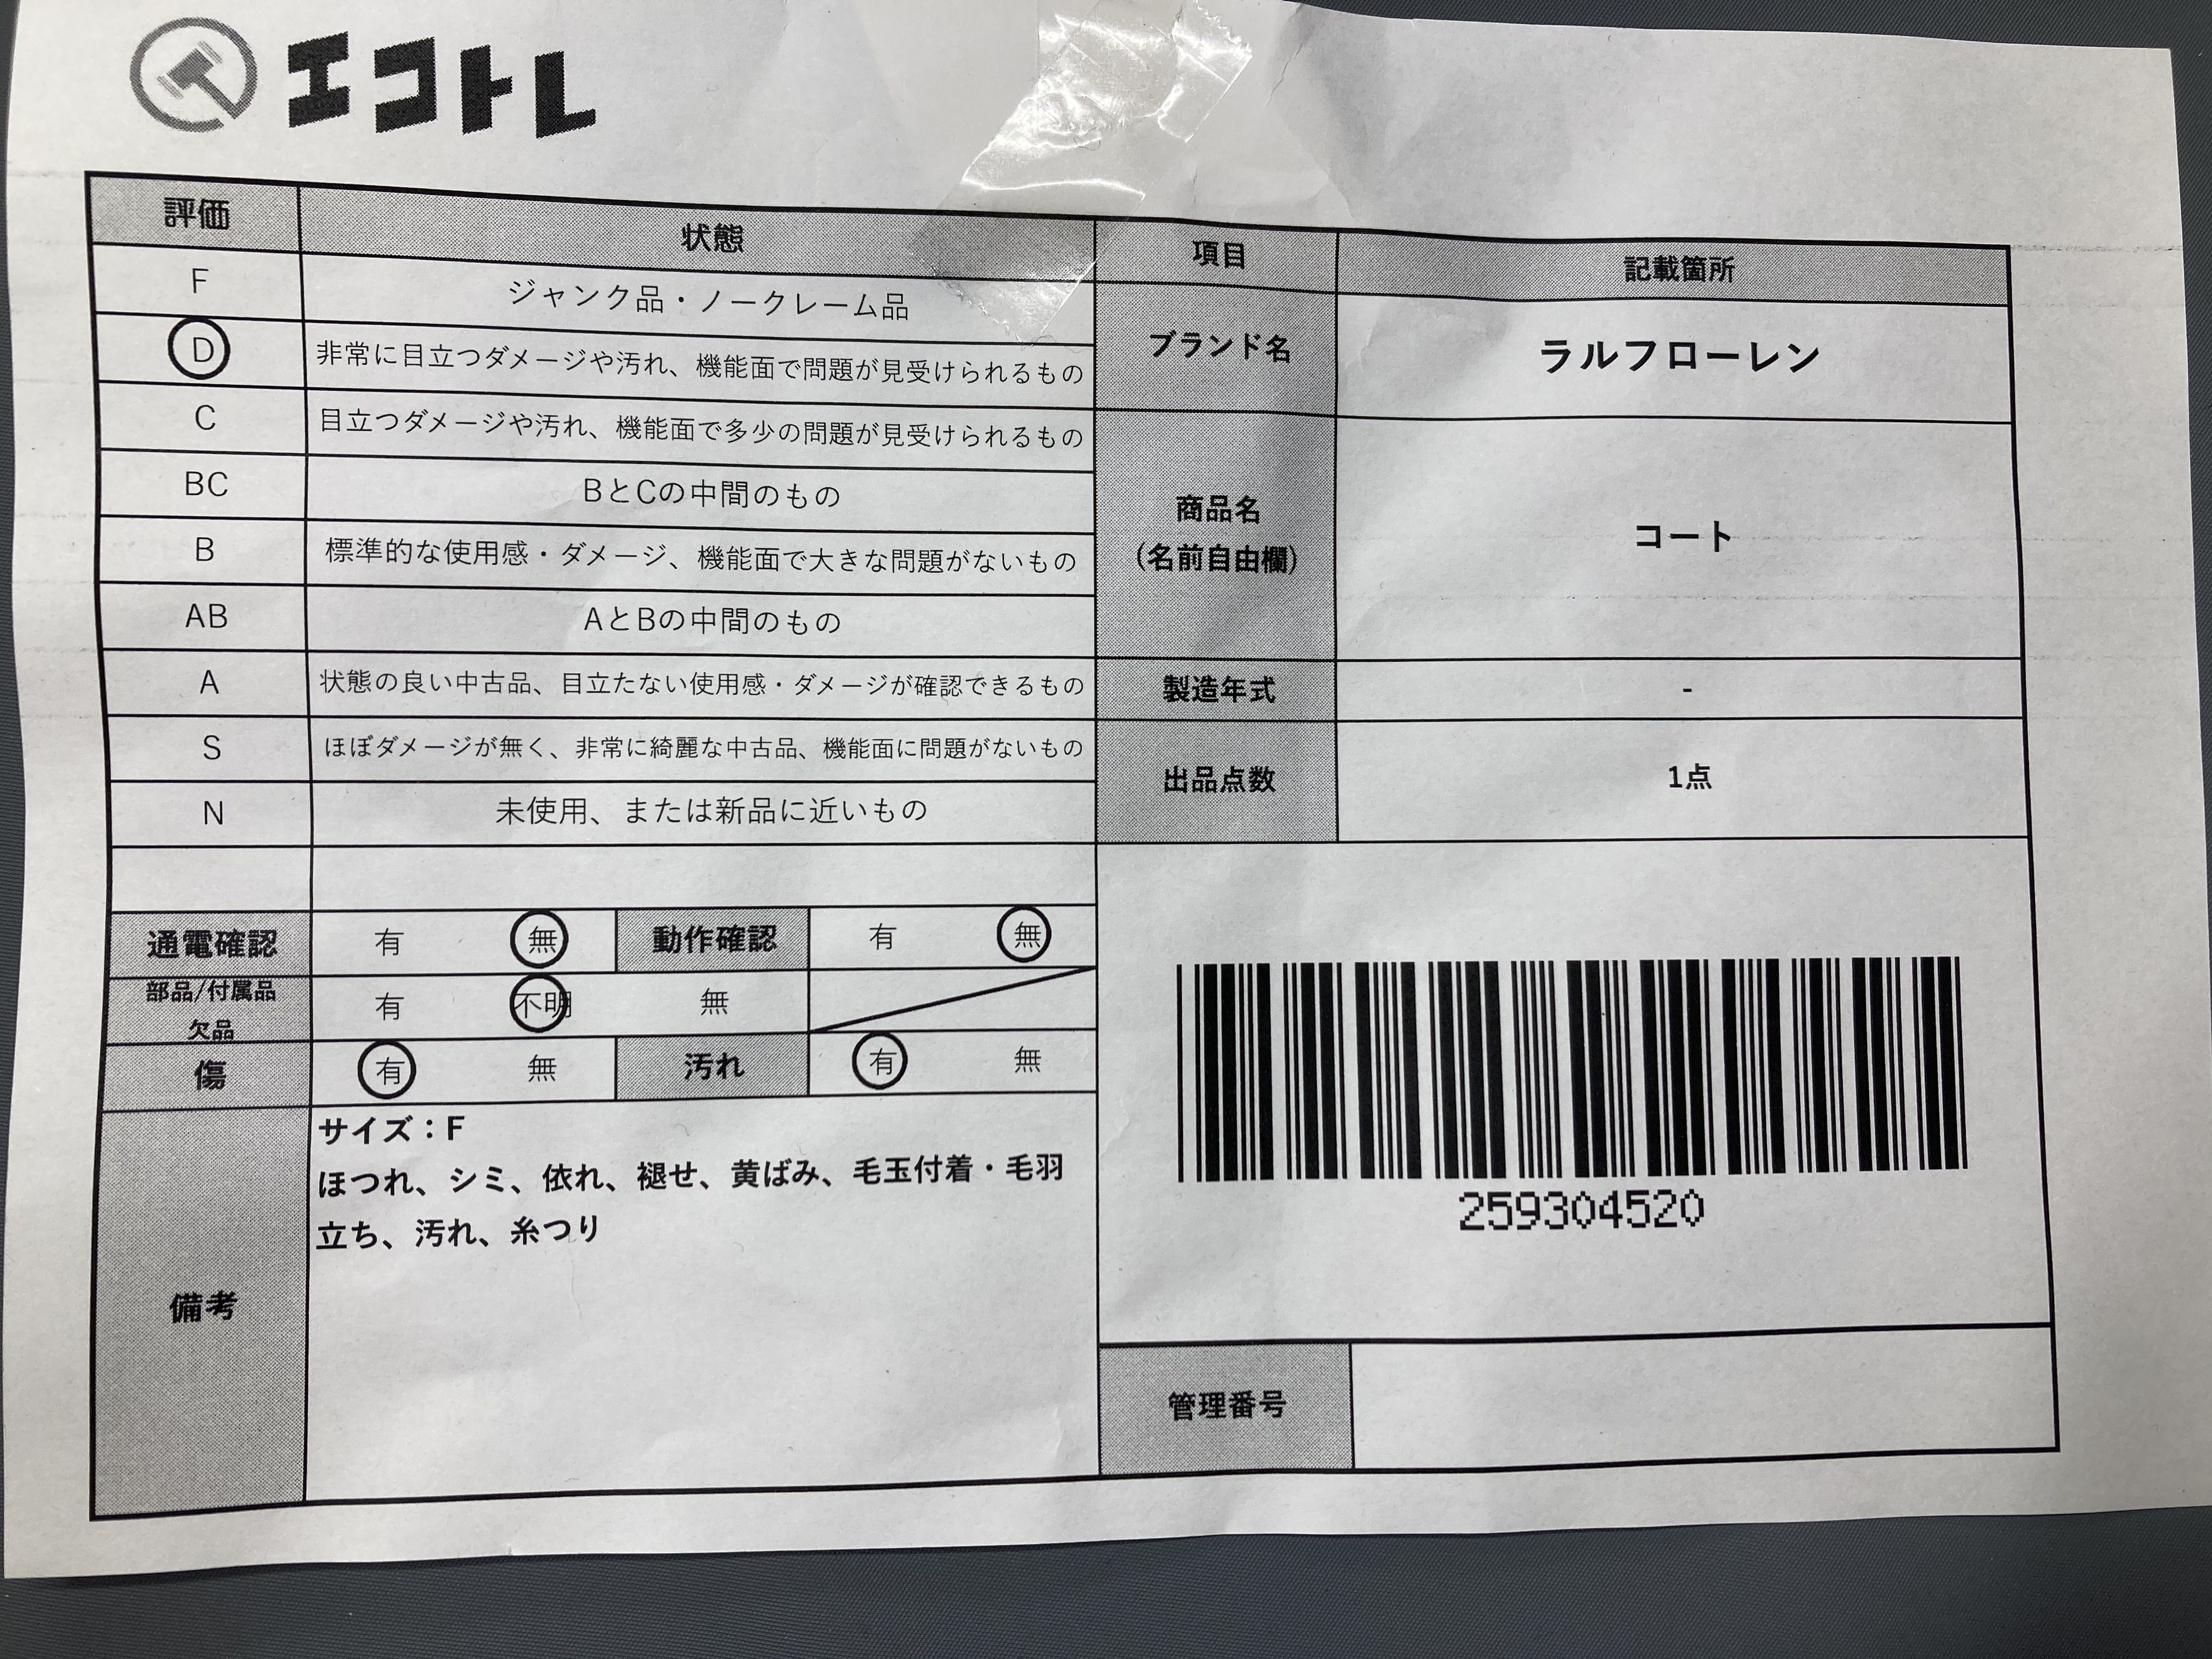 エコトレ
評価 状態
F ジャンク品・ノークレーム品
D 非常に目立つダメージや汚れ、機能面で問題が見受けられるもの
C 目立つダメージや汚れ、機能面で多少の問題が見受けられるもの
BC BとCの中間のもの
B 標準的な使用感・ダメージ、機能面で大きな問題がないもの
AB AとBの中間のもの
A 状態の良い中古品、目立たない使用感・ダメージが確認できるもの
S ほぼダメージが無く、非常に綺麗な中古品、機能面に問題がないもの
N 未使用、または新品に近いもの
通電確認 有 無 動作確認 有 無
部品/付属品
欠品 有 不明 無
傷 有 無 汚れ 有 無
備考
サイズ：F
ほつれ、シミ、依れ、褪せ、黄ばみ、毛玉付着・毛羽
立ち、汚れ、糸つり
項目 記載箇所
ブランド名 ラルフローレン
商品名
(名前自由欄) コート
製造年式 -
出品点数 1点
259304520
管理番号